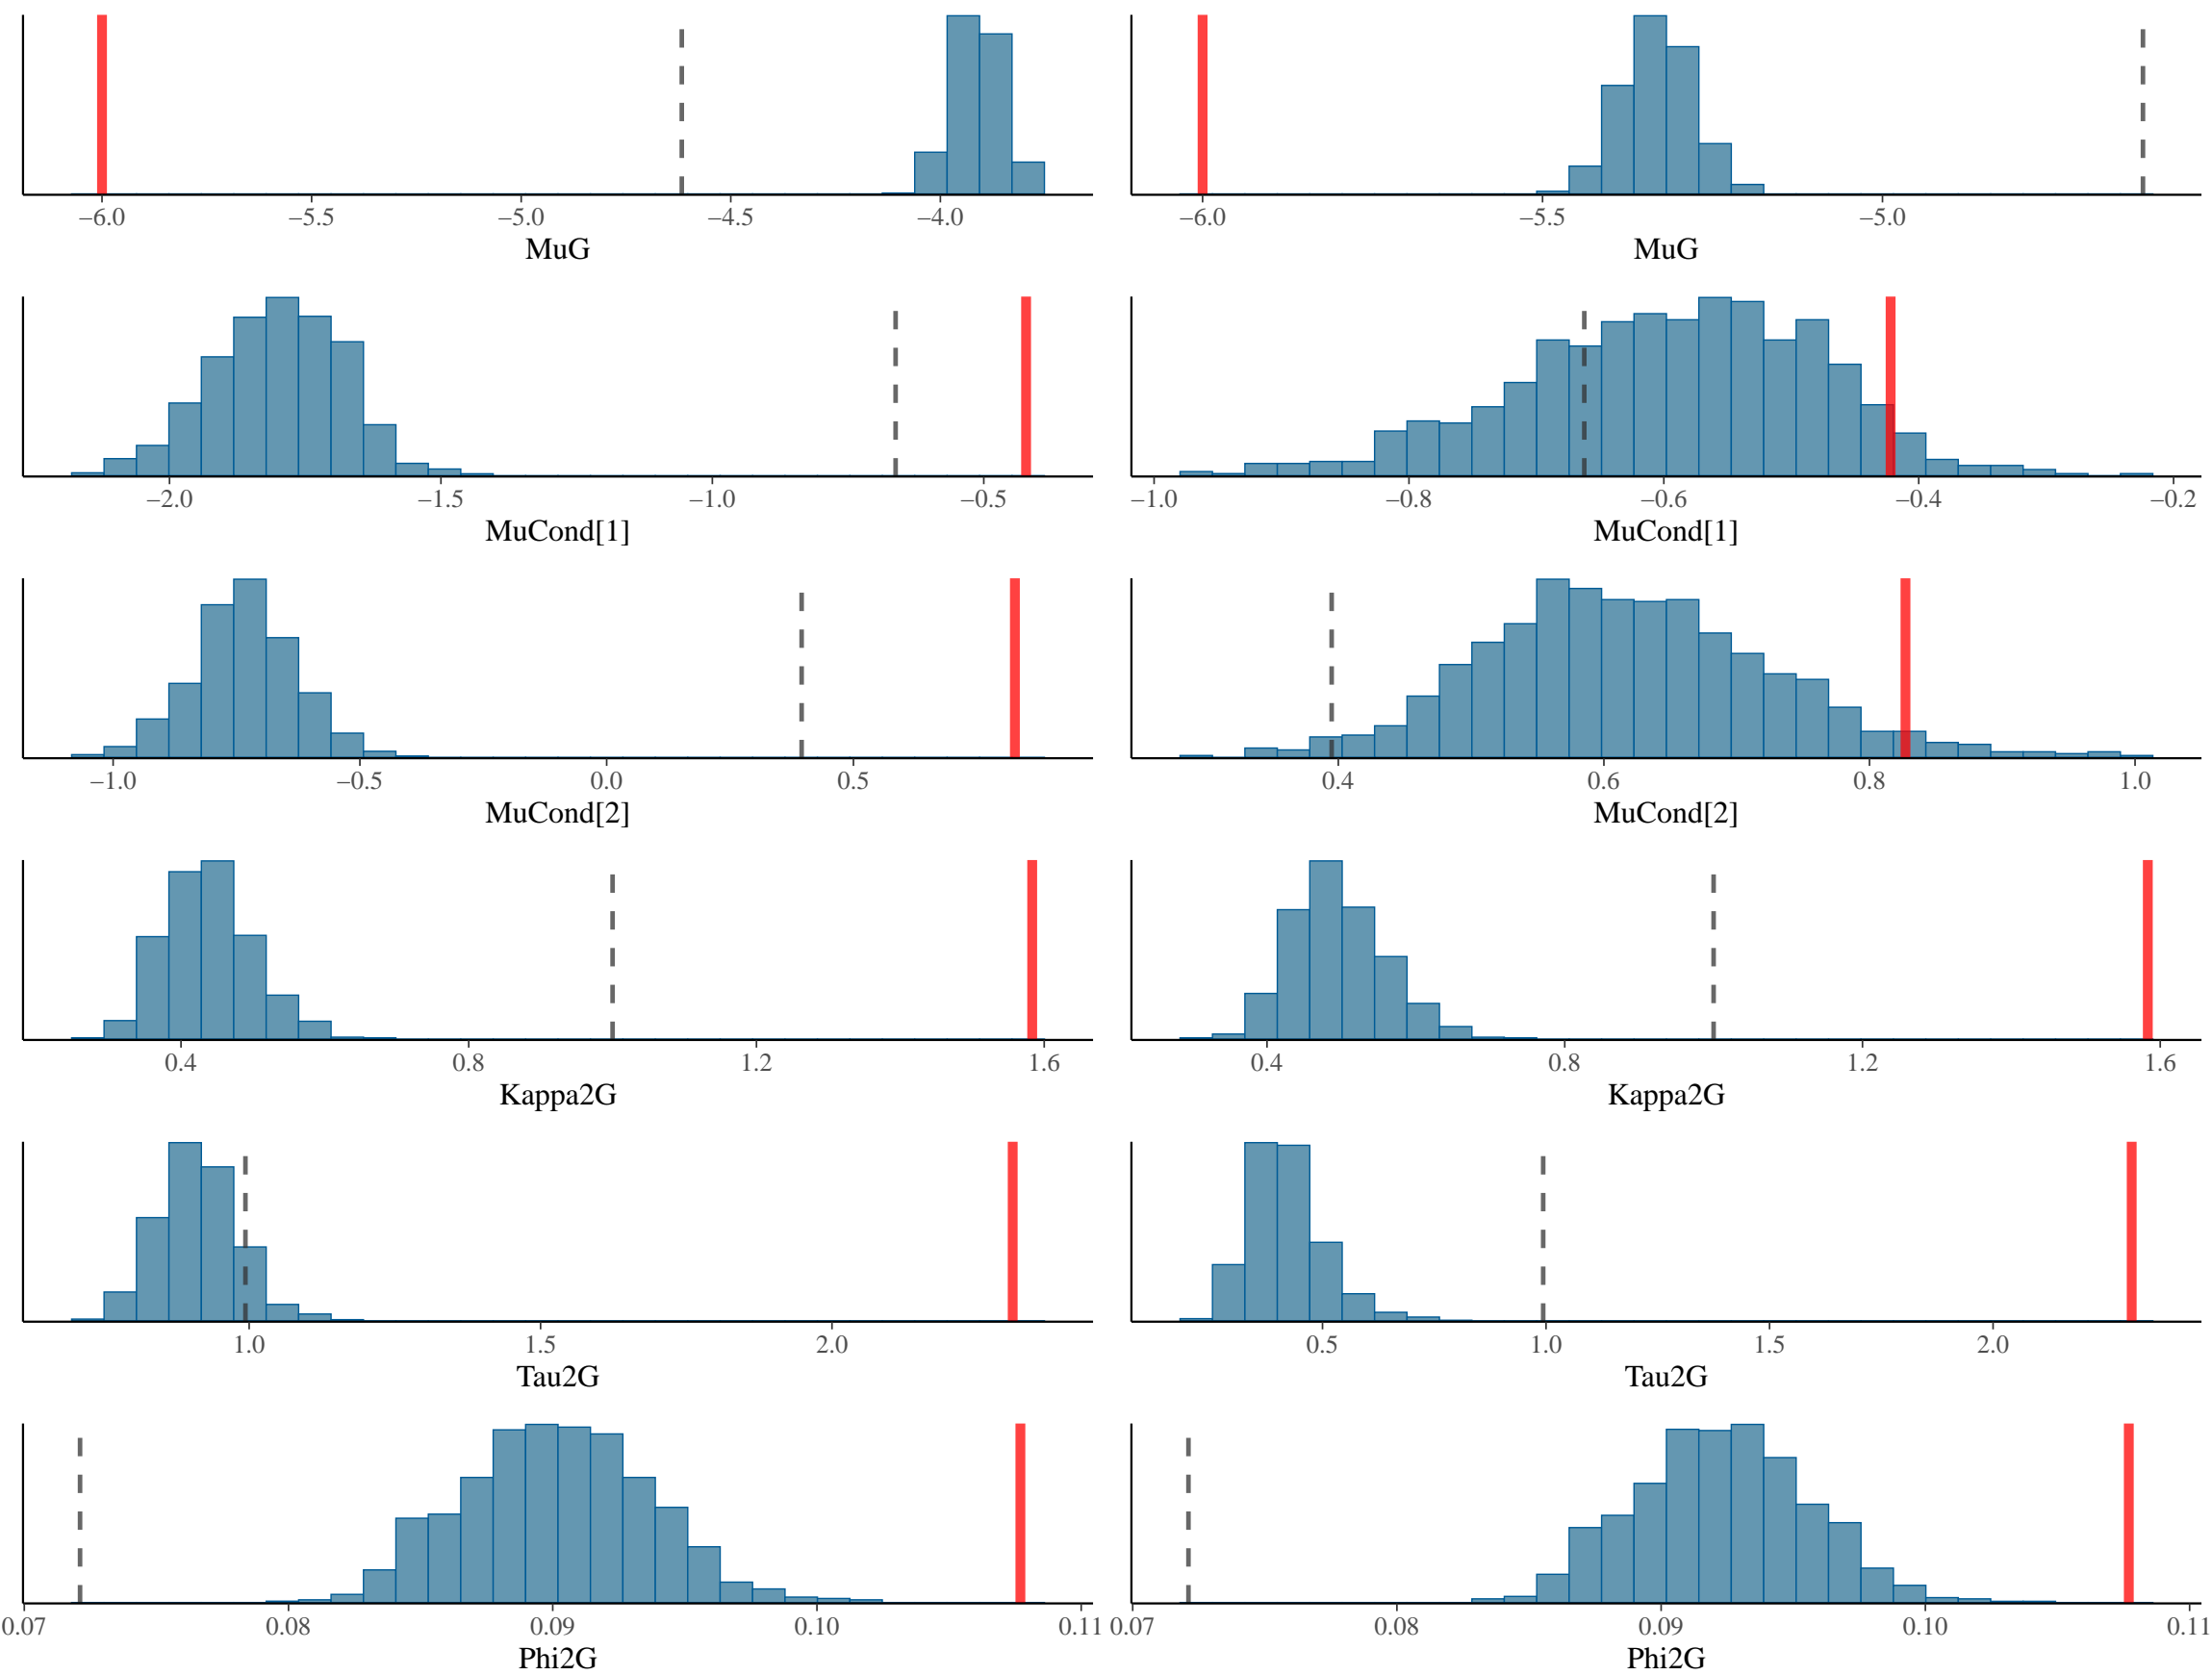 −6.0 −5.5 −5.0 −4.5 −4.0
MuG
−6.0 −5.5 −5.0
MuG
−2.0 −1.5 −1.0 −0.5
MuCond[1]
−1.0 −0.8 −0.6 −0.4 −0.2
MuCond[1]
−1.0 −0.5 0.0 0.5
MuCond[2]
0.4 0.6 0.8 1.0
MuCond[2]
0.4 0.8 1.2 1.6
Kappa2G
0.4 0.8 1.2 1.6
Kappa2G
1.0 1.5 2.0
Tau2G
0.5 1.0 1.5 2.0
Tau2G
0.07 0.08 0.09 0.10 0.11
Phi2G
0.07 0.08 0.09 0.10 0.11
Phi2G